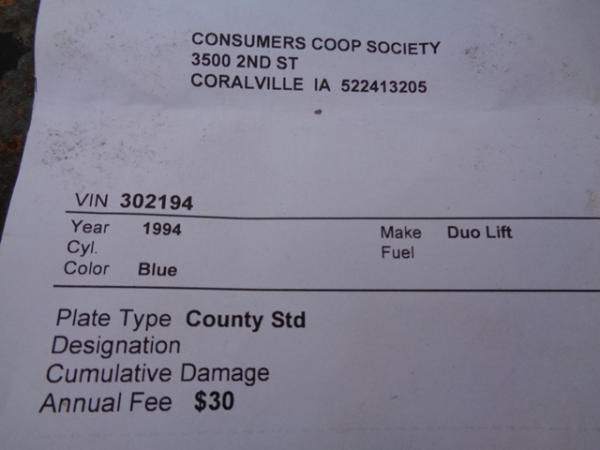 CONSUMERS COOP SOCIETY
3500 2ND ST
CORALVILLE IA 522413205
VIN 302194
Year 1994 Make Duo Lift
Cyl. Fuel
Color Blue
Plate Type County Std
Designation
Cumulative Damage
Annual Fee $30